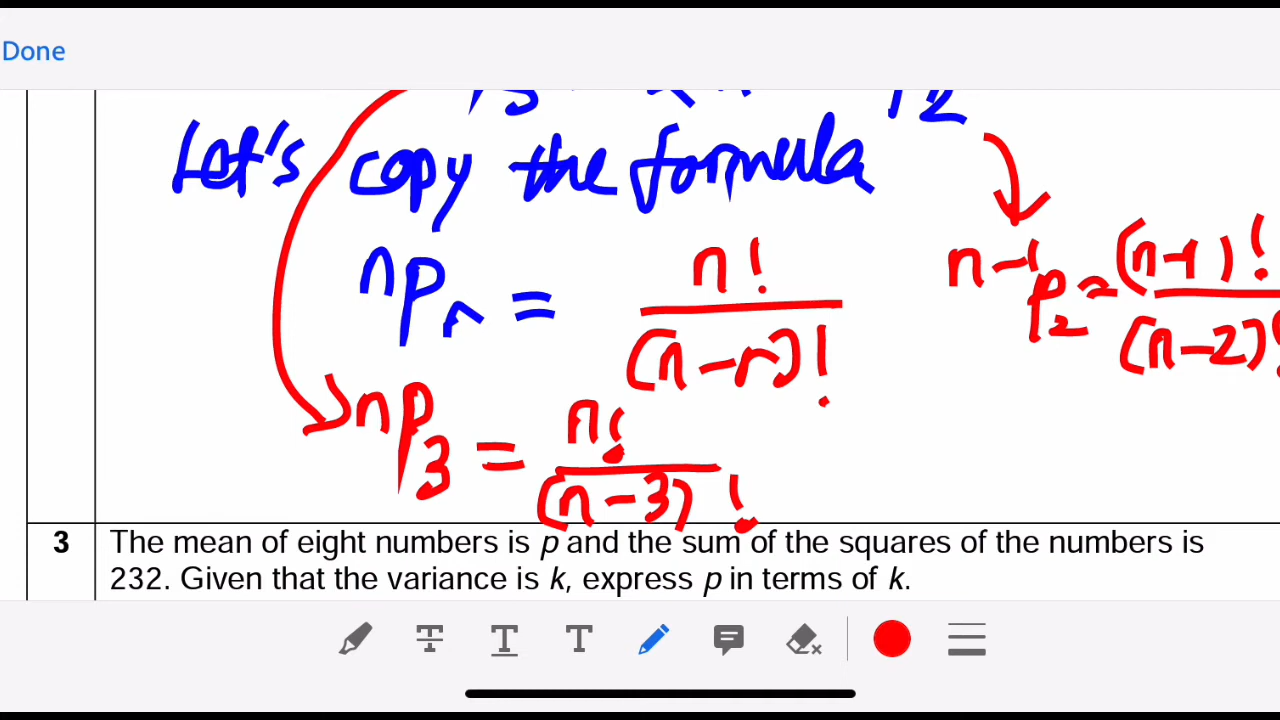 Done
Let's copy the formula
nPr = n! / (n-r)!
n-1P2 = (n-1)! / (n-2)!
nP3 = n! / (n-3)!
3 The mean of eight numbers is p and the sum of the squares of the numbers is
232. Given that the variance is k, express p in terms of k.
T T T